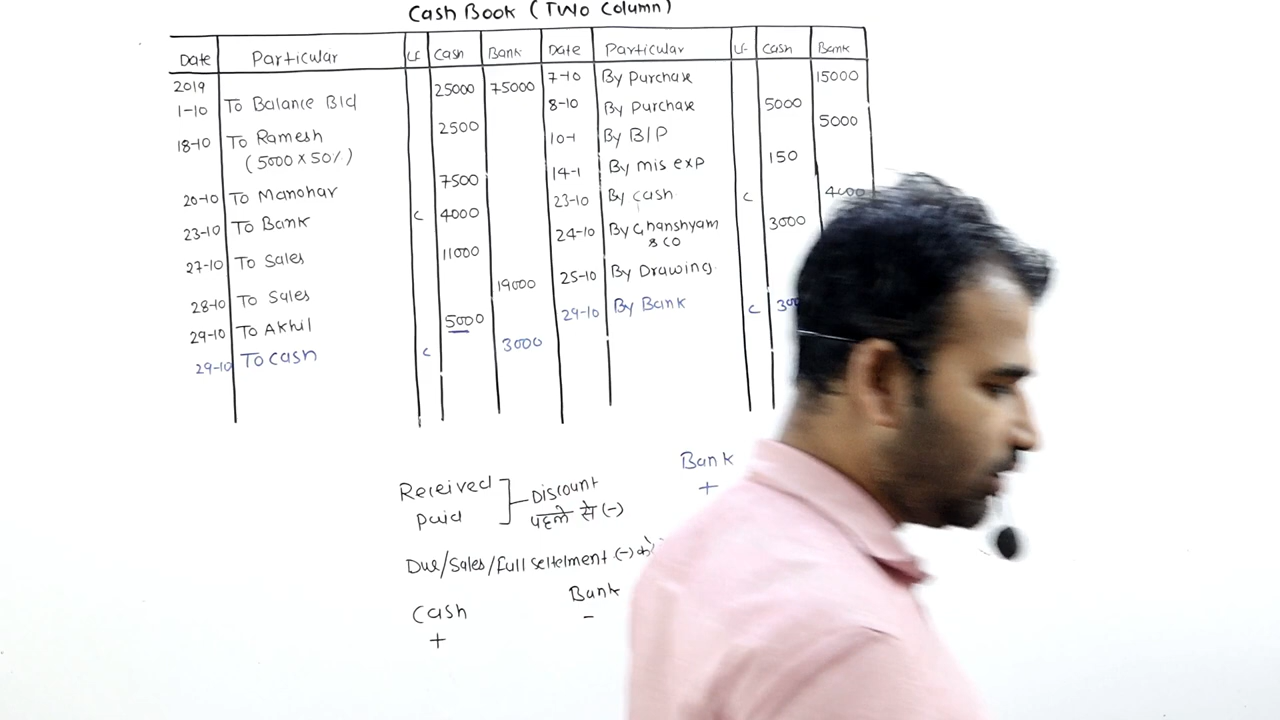 Cash Book (Two Column)
Date Particular LF Cash Bank Date Particular LF Cash Bank
2019
1-10 To Balance B/d 25000 75000 7-10 By Purchase 15000
8-10 By Purchase 5000
18-10 To Ramesh 2500 10-1 By B/P 5000
(5000 x 50%)
14-1 By mis exp 150
20-10 To Manohar 7500 23-10 By cash C 4000
23-10 To Bank C 4000 24-10 By Ghanshyam 3000
& co
27-10 To Sales 11000 25-10 By Drawing
28-10 To Sales 19000 29-10 By Bank C
29-10 To Akhil 5000
29-10 To cash C 3000
Received
Paid
Discount
पहले से (-)
Bank
+
Due/Sales/Full Seltelment (-)
Cash
+
Bank
-